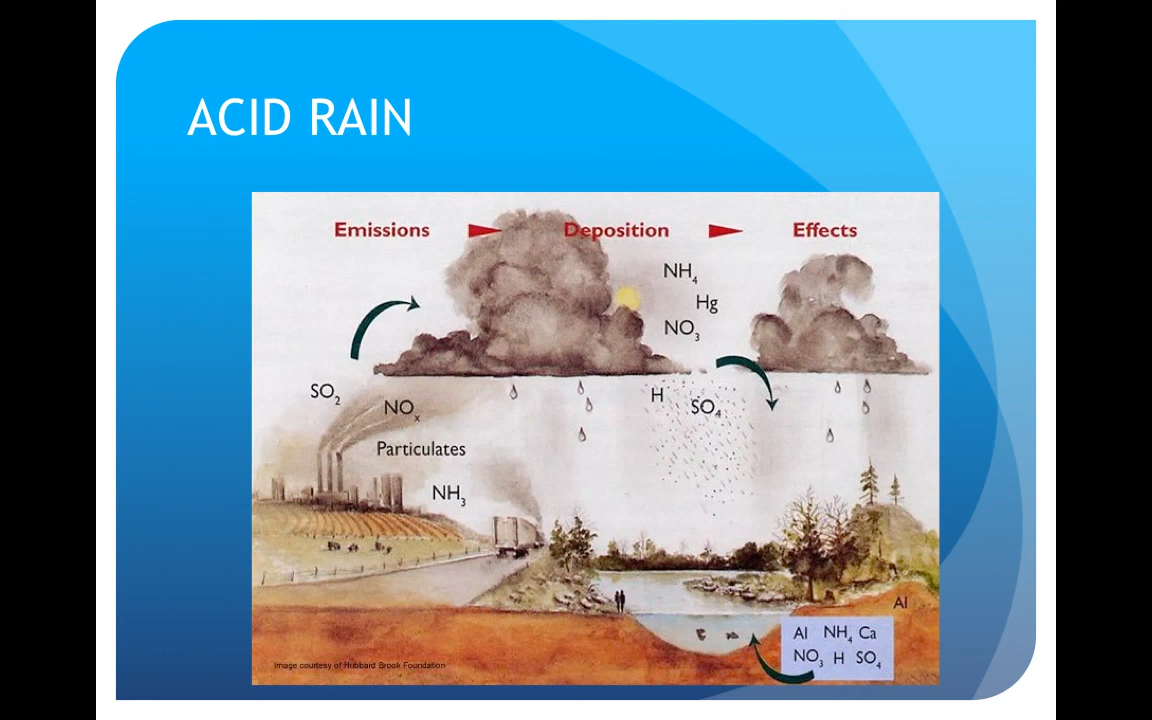 ACID RAIN
Emissions Deposition Effects
NH₄
Hg
NO₃
SO₂
NOₓ
H
SO₄
Particulates
NH₃
Al
Al NH₄ Ca
NO₃ H SO₄
Image courtesy of Hubbard Brook Foundation